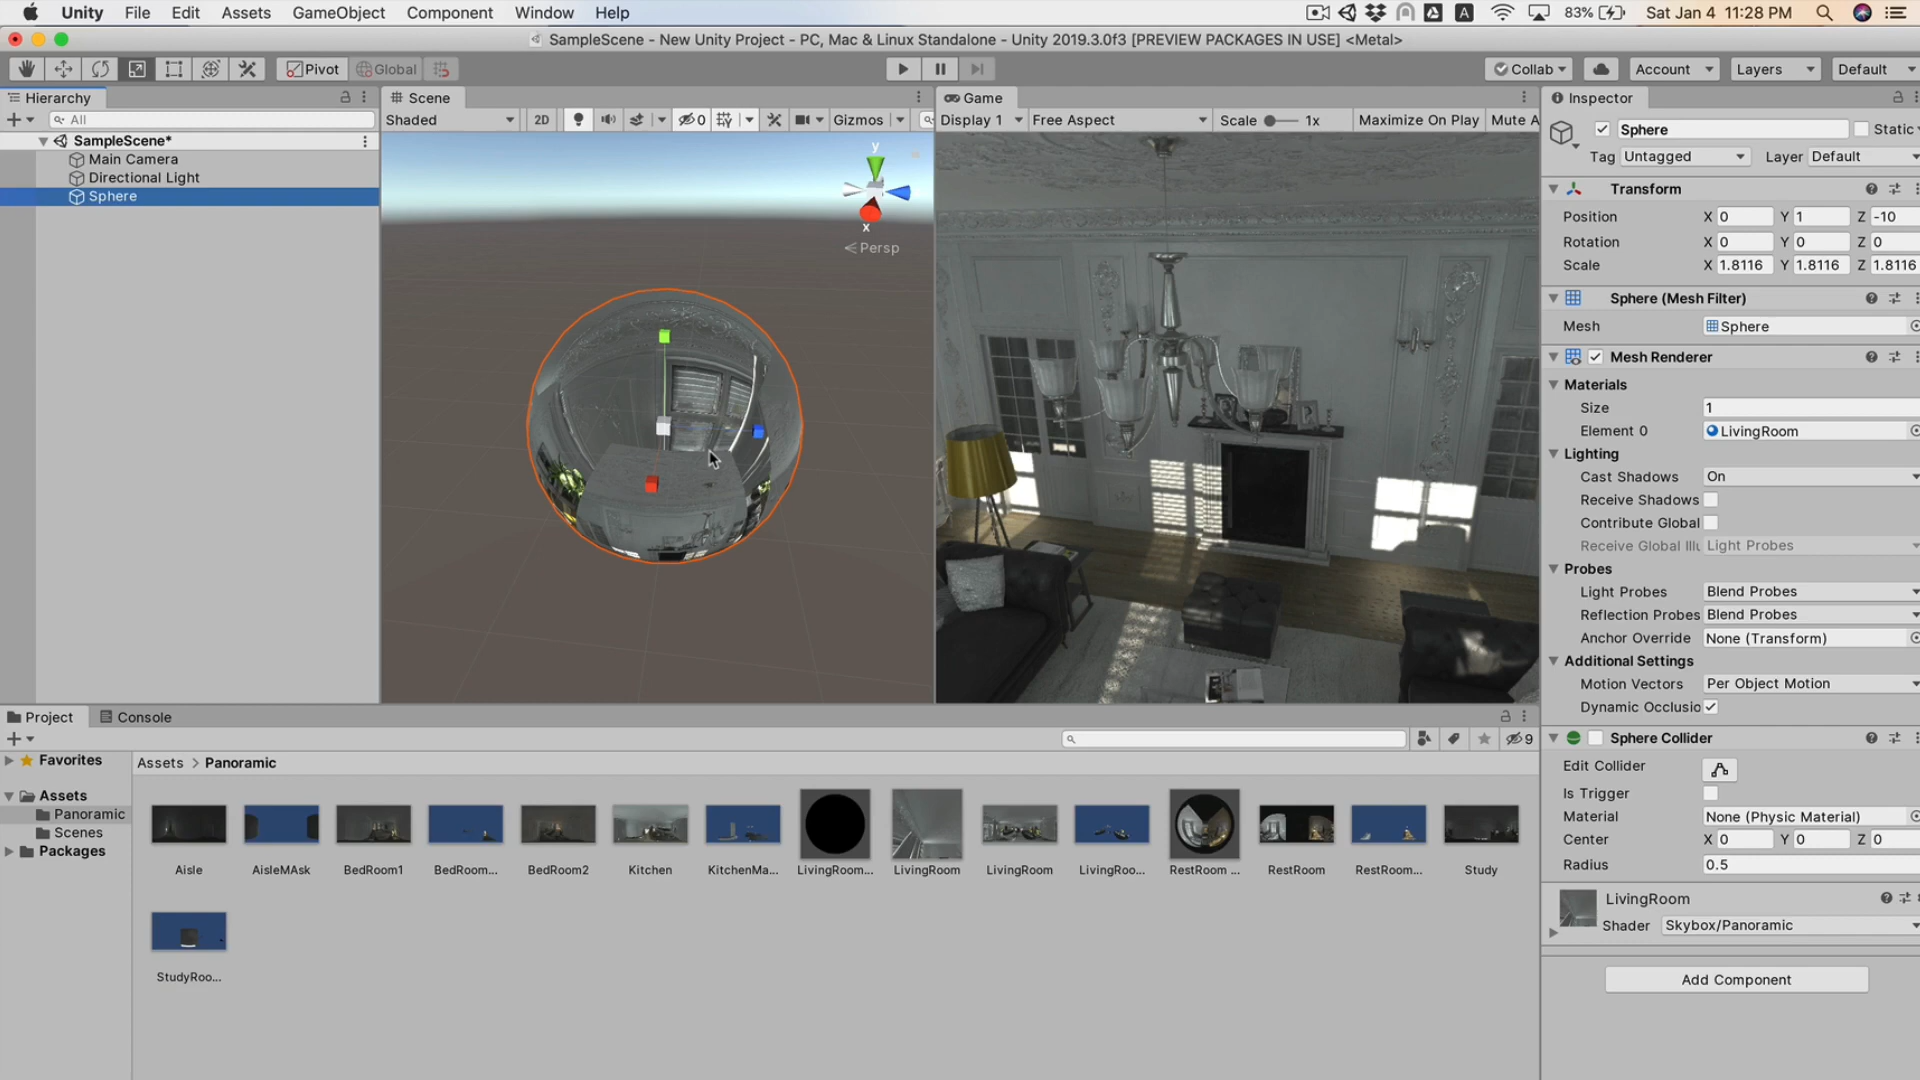 Unity File Edit Assets GameObject Component Window Help
A 83% Sat Jan 4 11:28 PM
SampleScene - New Unity Project - PC, Mac & Linux Standalone - Unity 2019.3.0f3 [PREVIEW PACKAGES IN USE] <Metal>
Pivot Global Collab Account Layers Default
Hierarchy
All
SampleScene*
Main Camera
Directional Light
Sphere
Scene
Shaded 2D 0 Gizmos
y
x
Persp
Game
Display 1 Free Aspect Scale 1x Maximize On Play Mute A
Inspector
Sphere Static
Tag Untagged Layer Default
Transform
Position X 0 Y 1 Z -10
Rotation X 0 Y 0 Z 0
Scale X 1.8116 Y 1.8116 Z 1.8116
Sphere (Mesh Filter)
Mesh Sphere
Mesh Renderer
Materials
Size 1
Element 0 LivingRoom
Lighting
Cast Shadows On
Receive Shadows
Contribute Global
Receive Global Illu Light Probes
Probes
Light Probes Blend Probes
Reflection Probes Blend Probes
Anchor Override None (Transform)
Additional Settings
Motion Vectors Per Object Motion
Dynamic Occlusio
Sphere Collider
Edit Collider
Is Trigger
Material None (Physic Material)
Center X 0 Y 0 Z 0
Radius 0.5
LivingRoom
Shader Skybox/Panoramic
Add Component
Project Console
9
Favorites
Assets
Panoramic
Scenes
Packages
Assets > Panoramic
Aisle AisleMAsk BedRoom1 BedRoom... BedRoom2 Kitchen KitchenMa... LivingRoom... LivingRoom LivingRoom LivingRoo... RestRoom ... RestRoom RestRoom... Study
StudyRoo...